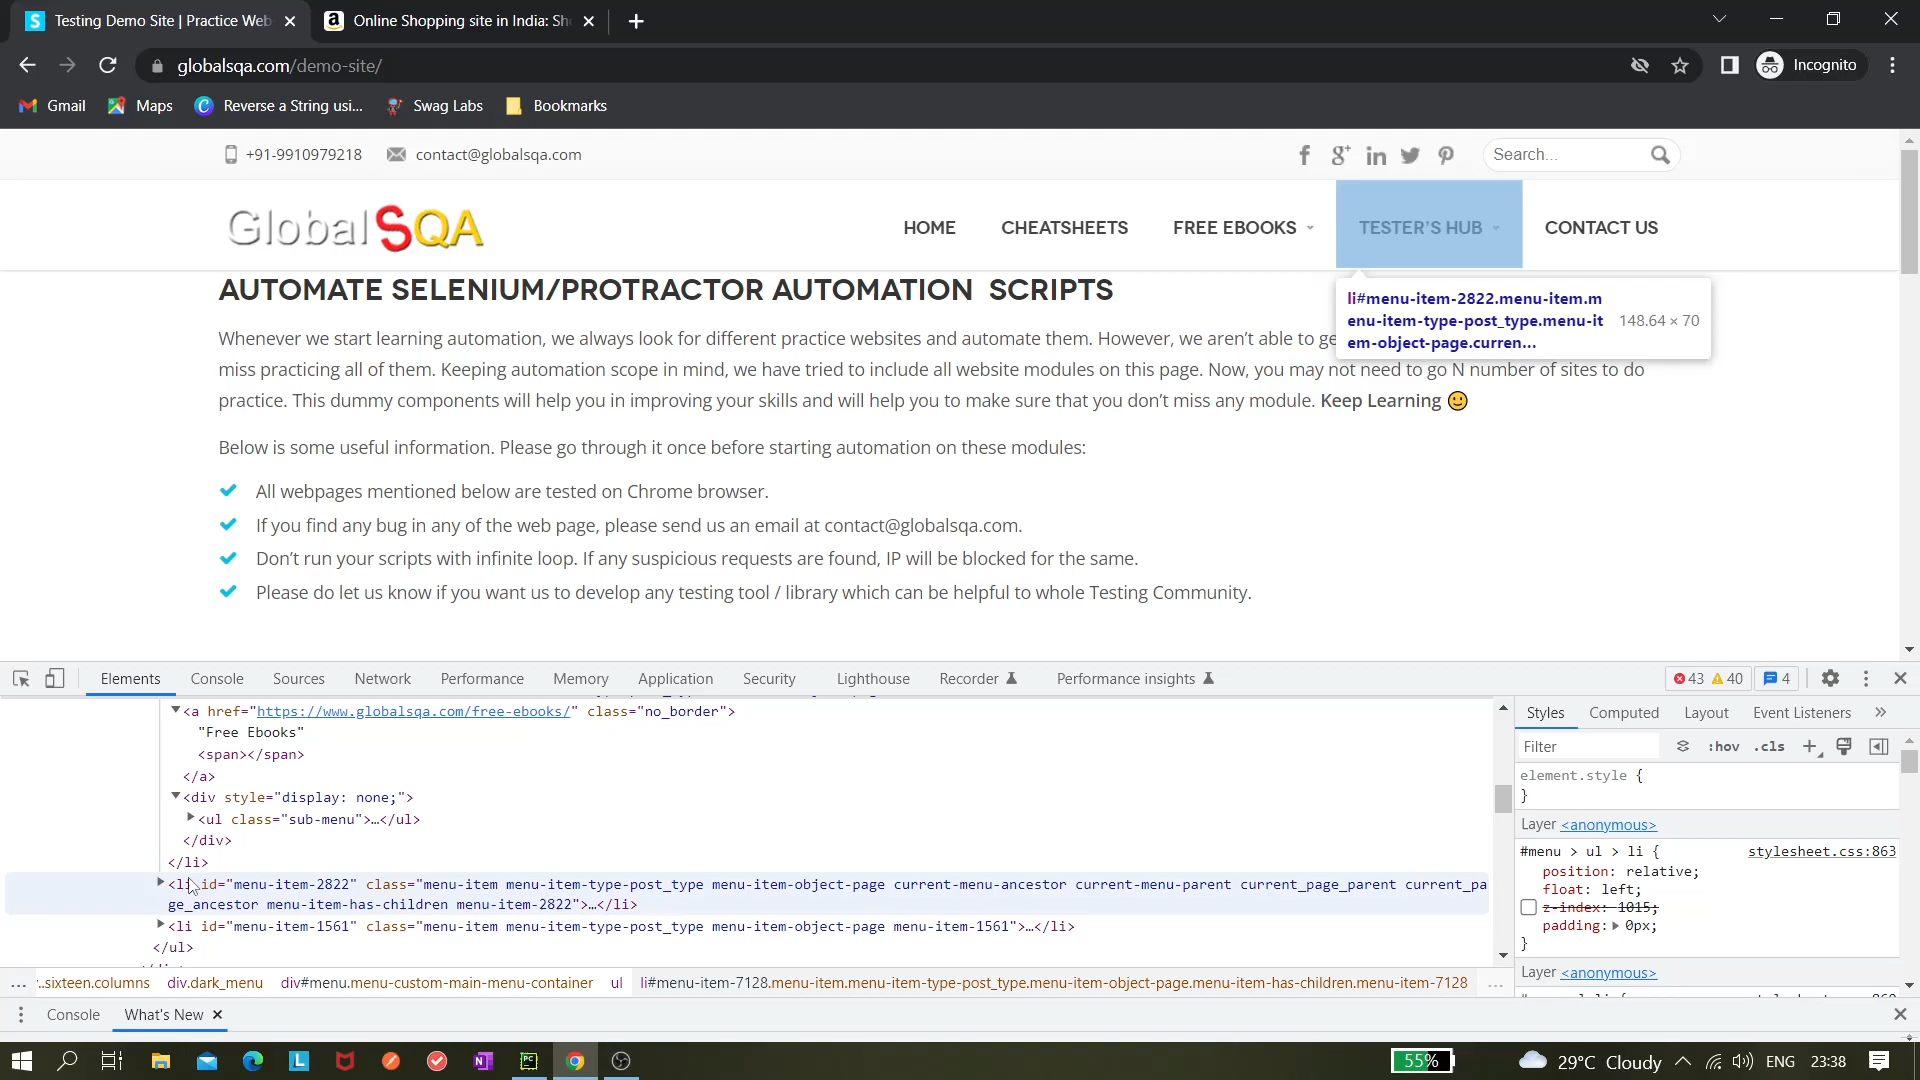 Testing Demo Site | Practice Web
Online Shopping site in India: Sh
globalsqa.com/demo-site/
Incognito
Gmail
Maps
Reverse a String usi...
Swag Labs
Bookmarks
+91-9910979218
contact@globalsqa.com
Search...
GlobalSQA
HOME
CHEATSHEETS
FREE EBOOKS
TESTER'S HUB
CONTACT US
AUTOMATE SELENIUM/PROTRACTOR AUTOMATION SCRIPTS
li#menu-item-2822.menu-item.m
enu-item-type-post_type.menu-it
em-object-page.curren...
148.64 × 70
Whenever we start learning automation, we always look for different practice websites and automate them. However, we aren't able to ge
miss practicing all of them. Keeping automation scope in mind, we have tried to include all website modules on this page. Now, you may not need to go N number of sites to do
practice. This dummy components will help you in improving your skills and will help you to make sure that you don't miss any module. Keep Learning 🙂
Below is some useful information. Please go through it once before starting automation on these modules:
All webpages mentioned below are tested on Chrome browser.
If you find any bug in any of the web page, please send us an email at contact@globalsqa.com.
Don't run your scripts with infinite loop. If any suspicious requests are found, IP will be blocked for the same.
Please do let us know if you want us to develop any testing tool / library which can be helpful to whole Testing Community.
Elements
Console
Sources
Network
Performance
Memory
Application
Security
Lighthouse
Recorder
Performance insights
43
40
4
<a href="https://www.globalsqa.com/free-ebooks/" class="no_border">
"Free Ebooks"
<span></span>
</a>
<div style="display: none;">
<ul class="sub-menu">…</ul>
</div>
</li>
<li id="menu-item-2822" class="menu-item menu-item-type-post_type menu-item-object-page current-menu-ancestor current-menu-parent current_page_parent current_pa
ge_ancestor menu-item-has-children menu-item-2822">…</li>
<li id="menu-item-1561" class="menu-item menu-item-type-post_type menu-item-object-page menu-item-1561">…</li>
</ul>
... .sixteen.columns div.dark_menu div#menu.menu-custom-main-menu-container ul li#menu-item-7128.menu-item.menu-item-type-post_type.menu-item-object-page.menu-item-has-children.menu-item-7128 ...
Styles
Computed
Layout
Event Listeners
Filter
:hov
.cls
element.style {
}
Layer <anonymous>
#menu > ul > li { stylesheet.css:863
position: relative;
float: left;
z-index: 1015;
padding: 0px;
}
Layer <anonymous>
Console
What's New
55%
29°C Cloudy
ENG
23:38